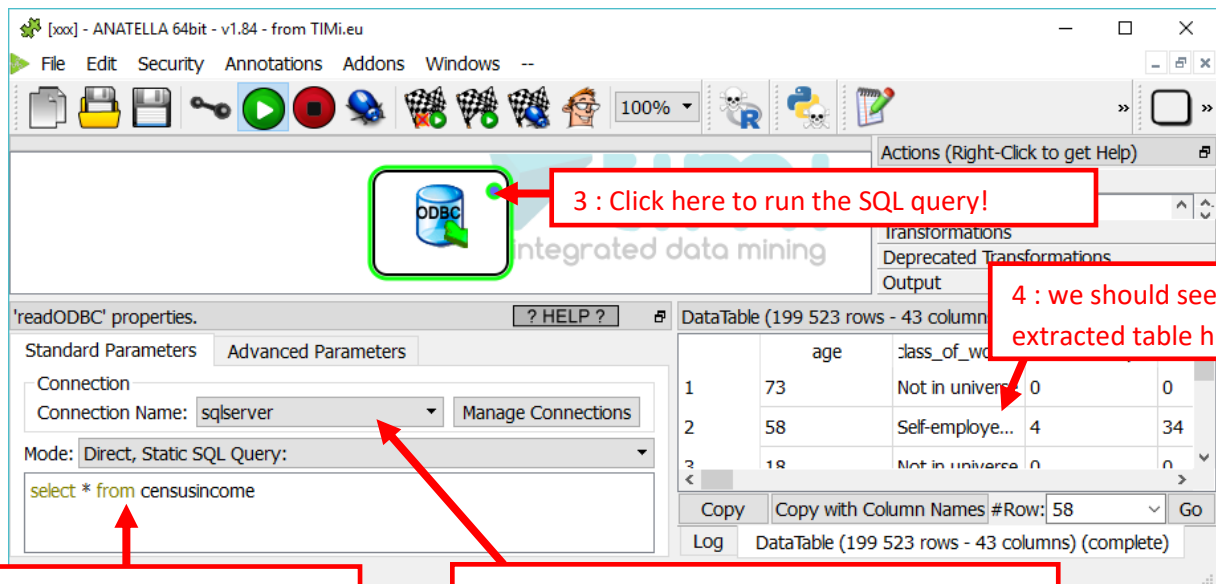 [xxx] - ANATELLA 64bit - v1.84 - from TIMi.eu
File Edit Security Annotations Addons Windows --
100%
R
Actions (Right-Click to get Help)
ODBC
3 : Click here to run the SQL query!
integrated data mining
Transformations
Deprecated Transformations
Output
4 : we should see
extracted table h
'readODBC' properties.
? HELP ?
Standard Parameters Advanced Parameters
Connection
Connection Name: sqlserver Manage Connections
Mode: Direct, Static SQL Query:
select * from censusincome
DataTable (199 523 rows - 43 column
age class_of_wo
1 73 Not in universe 0 0
2 58 Self-employe... 4 34
3 18 Not in universe 0 0
Copy Copy with Column Names #Row: 58 Go
Log DataTable (199 523 rows - 43 columns) (complete)